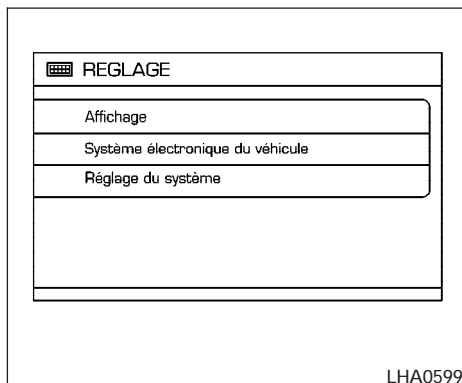 REGLAGE
Affichage
Système électronique du véhicule
Réglage du système
LHA0599